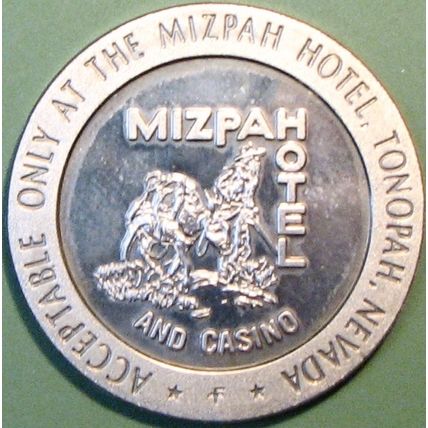 ACCEPTABLE ONLY AT THE MIZPAH HOTEL, TONOPAH, NEVADA
MIZPAH
HOTEL
AND CASINO
F